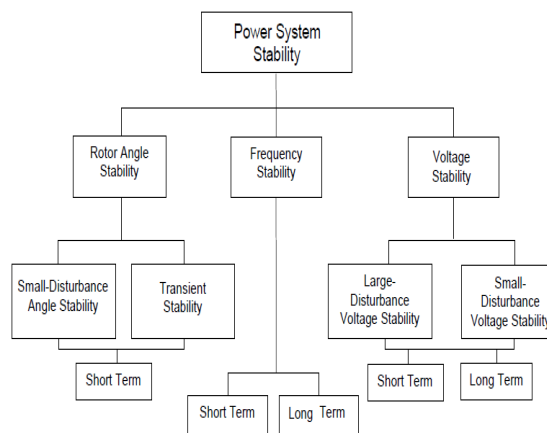 Power System
Stability
Rotor Angle
Stability
Frequency
Stability
Voltage
Stability
Small-Disturbance
Angle Stability
Transient
Stability
Large-
Disturbance
Voltage Stability
Small-
Disturbance
Voltage Stability
Short Term
Short Term
Long Term
Short Term
Long Term